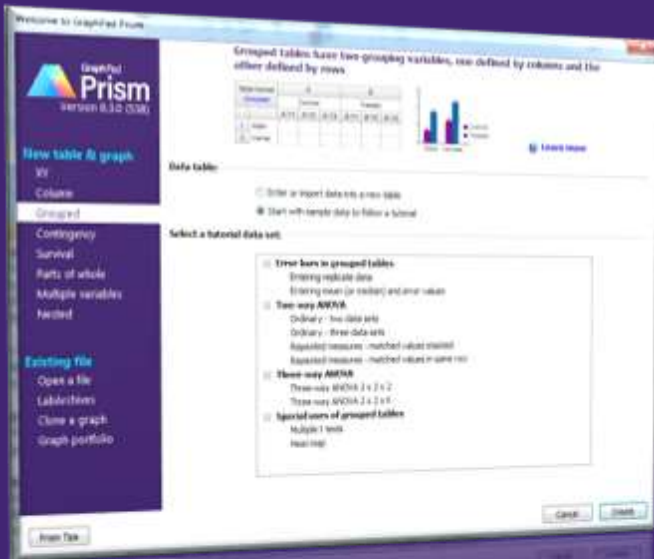 Welcome to GraphPad Prism
GraphPad
Prism
Version 8.3.0 (538)
New table & graph
XY
Column
Grouped
Contingency
Survival
Parts of whole
Multiple variables
Nested
Existing file
Open a file
LabArchives
Clone a graph
Graph portfolio
Prism Tips
Grouped tables have two grouping variables, one defined by columns and the
other defined by rows
Learn more
Data table:
Enter or import data into a new table
Start with sample data to follow a tutorial
Select a tutorial data set:
Error bars in grouped tables
Entering replicate data
Entering mean (or median) and error values
Two-way ANOVA
Ordinary - two data sets
Ordinary - three data sets
Repeated measures - matched values stacked
Repeated measures - matched values in same row
Three-way ANOVA
Three-way ANOVA 2 x 2 x 2
Special uses of grouped tables
Multiple t tests
Heat map
Cancel
Create